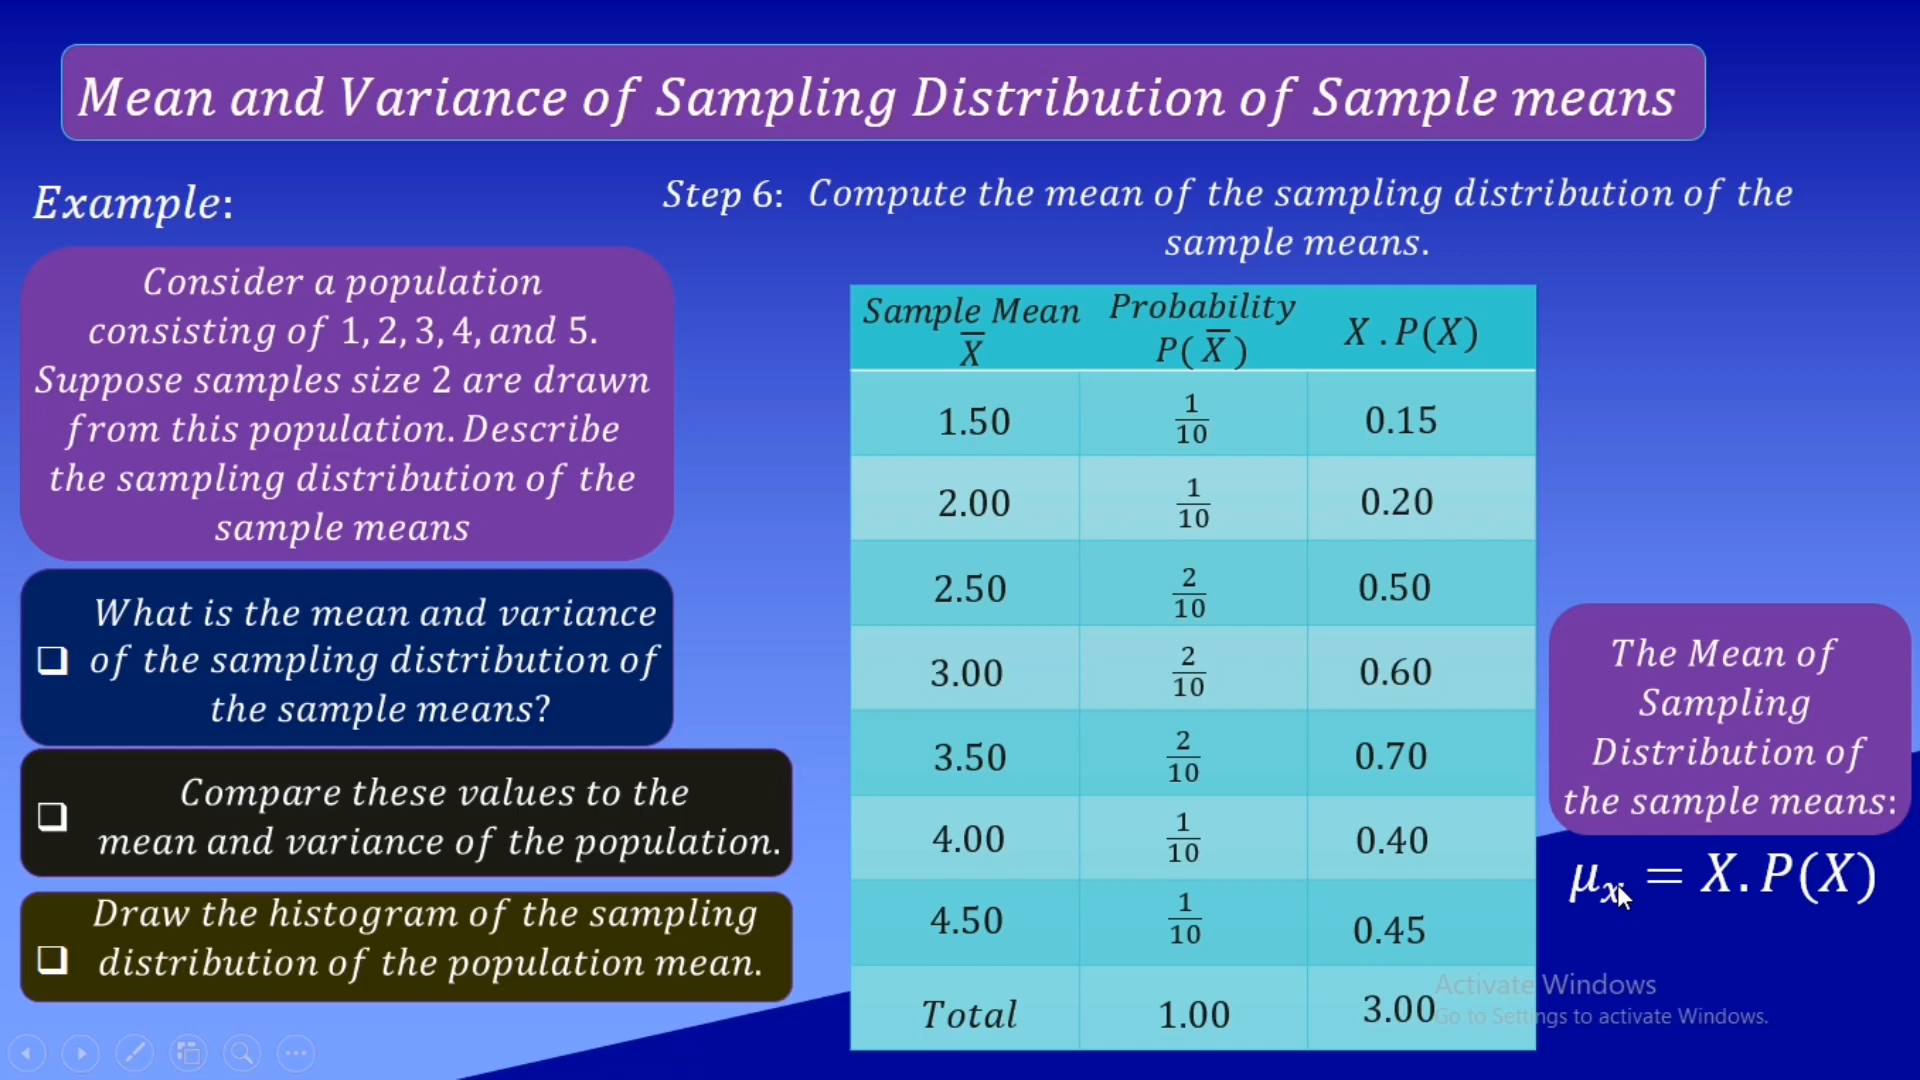 Mean and Variance of Sampling Distribution of Sample means
Example:
Consider a population
consisting of 1, 2, 3, 4, and 5.
Suppose samples size 2 are drawn
from this population. Describe
the sampling distribution of the
sample means
❑ What is the mean and variance
of the sampling distribution of
the sample means?
❑ Compare these values to the
mean and variance of the population.
❑ Draw the histogram of the sampling
distribution of the population mean.
Step 6: Compute the mean of the sampling distribution of the
sample means.
Sample Mean X̅ Probability P( X̅ ) X . P(X)
1.50 1/10 0.15
2.00 1/10 0.20
2.50 2/10 0.50
3.00 2/10 0.60
3.50 2/10 0.70
4.00 1/10 0.40
4.50 1/10 0.45
Total 1.00 3.00
The Mean of
Sampling
Distribution of
the sample means:
μₓ = X. P(X)
Activate Windows
Go to Settings to activate Windows.